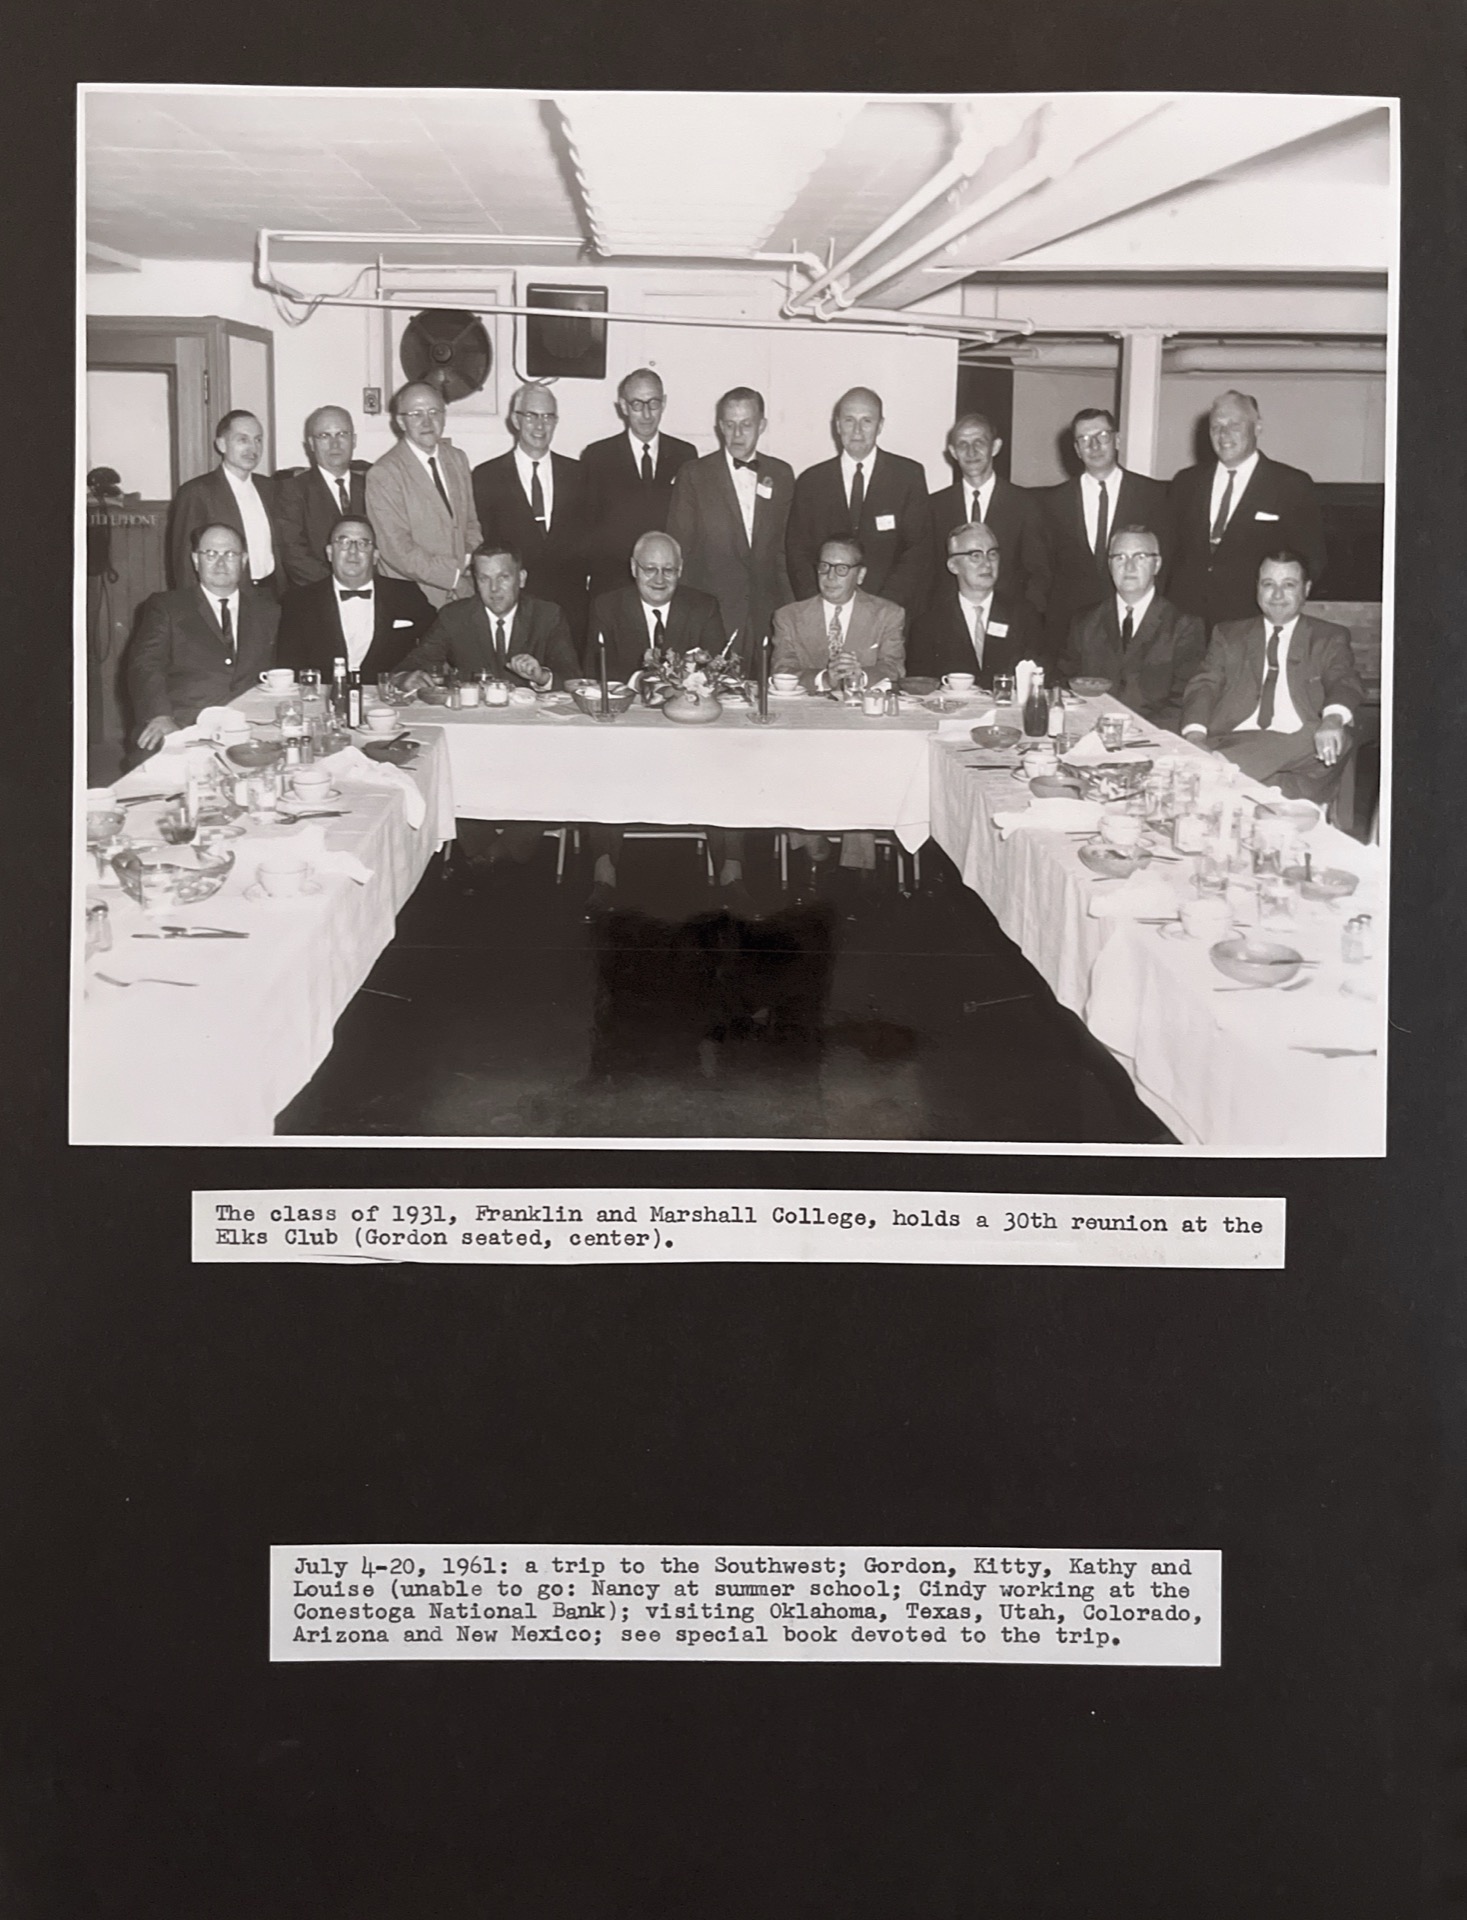 TELEPHONE
The class of 1931, Franklin and Marshall College, holds a 30th reunion at the
Elks Club (Gordon seated, center).
July 4-20, 1961: a trip to the Southwest; Gordon, Kitty, Kathy and
Louise (unable to go: Nancy at summer school; Cindy working at the
Conestoga National Bank); visiting Oklahoma, Texas, Utah, Colorado,
Arizona and New Mexico; see special book devoted to the trip.